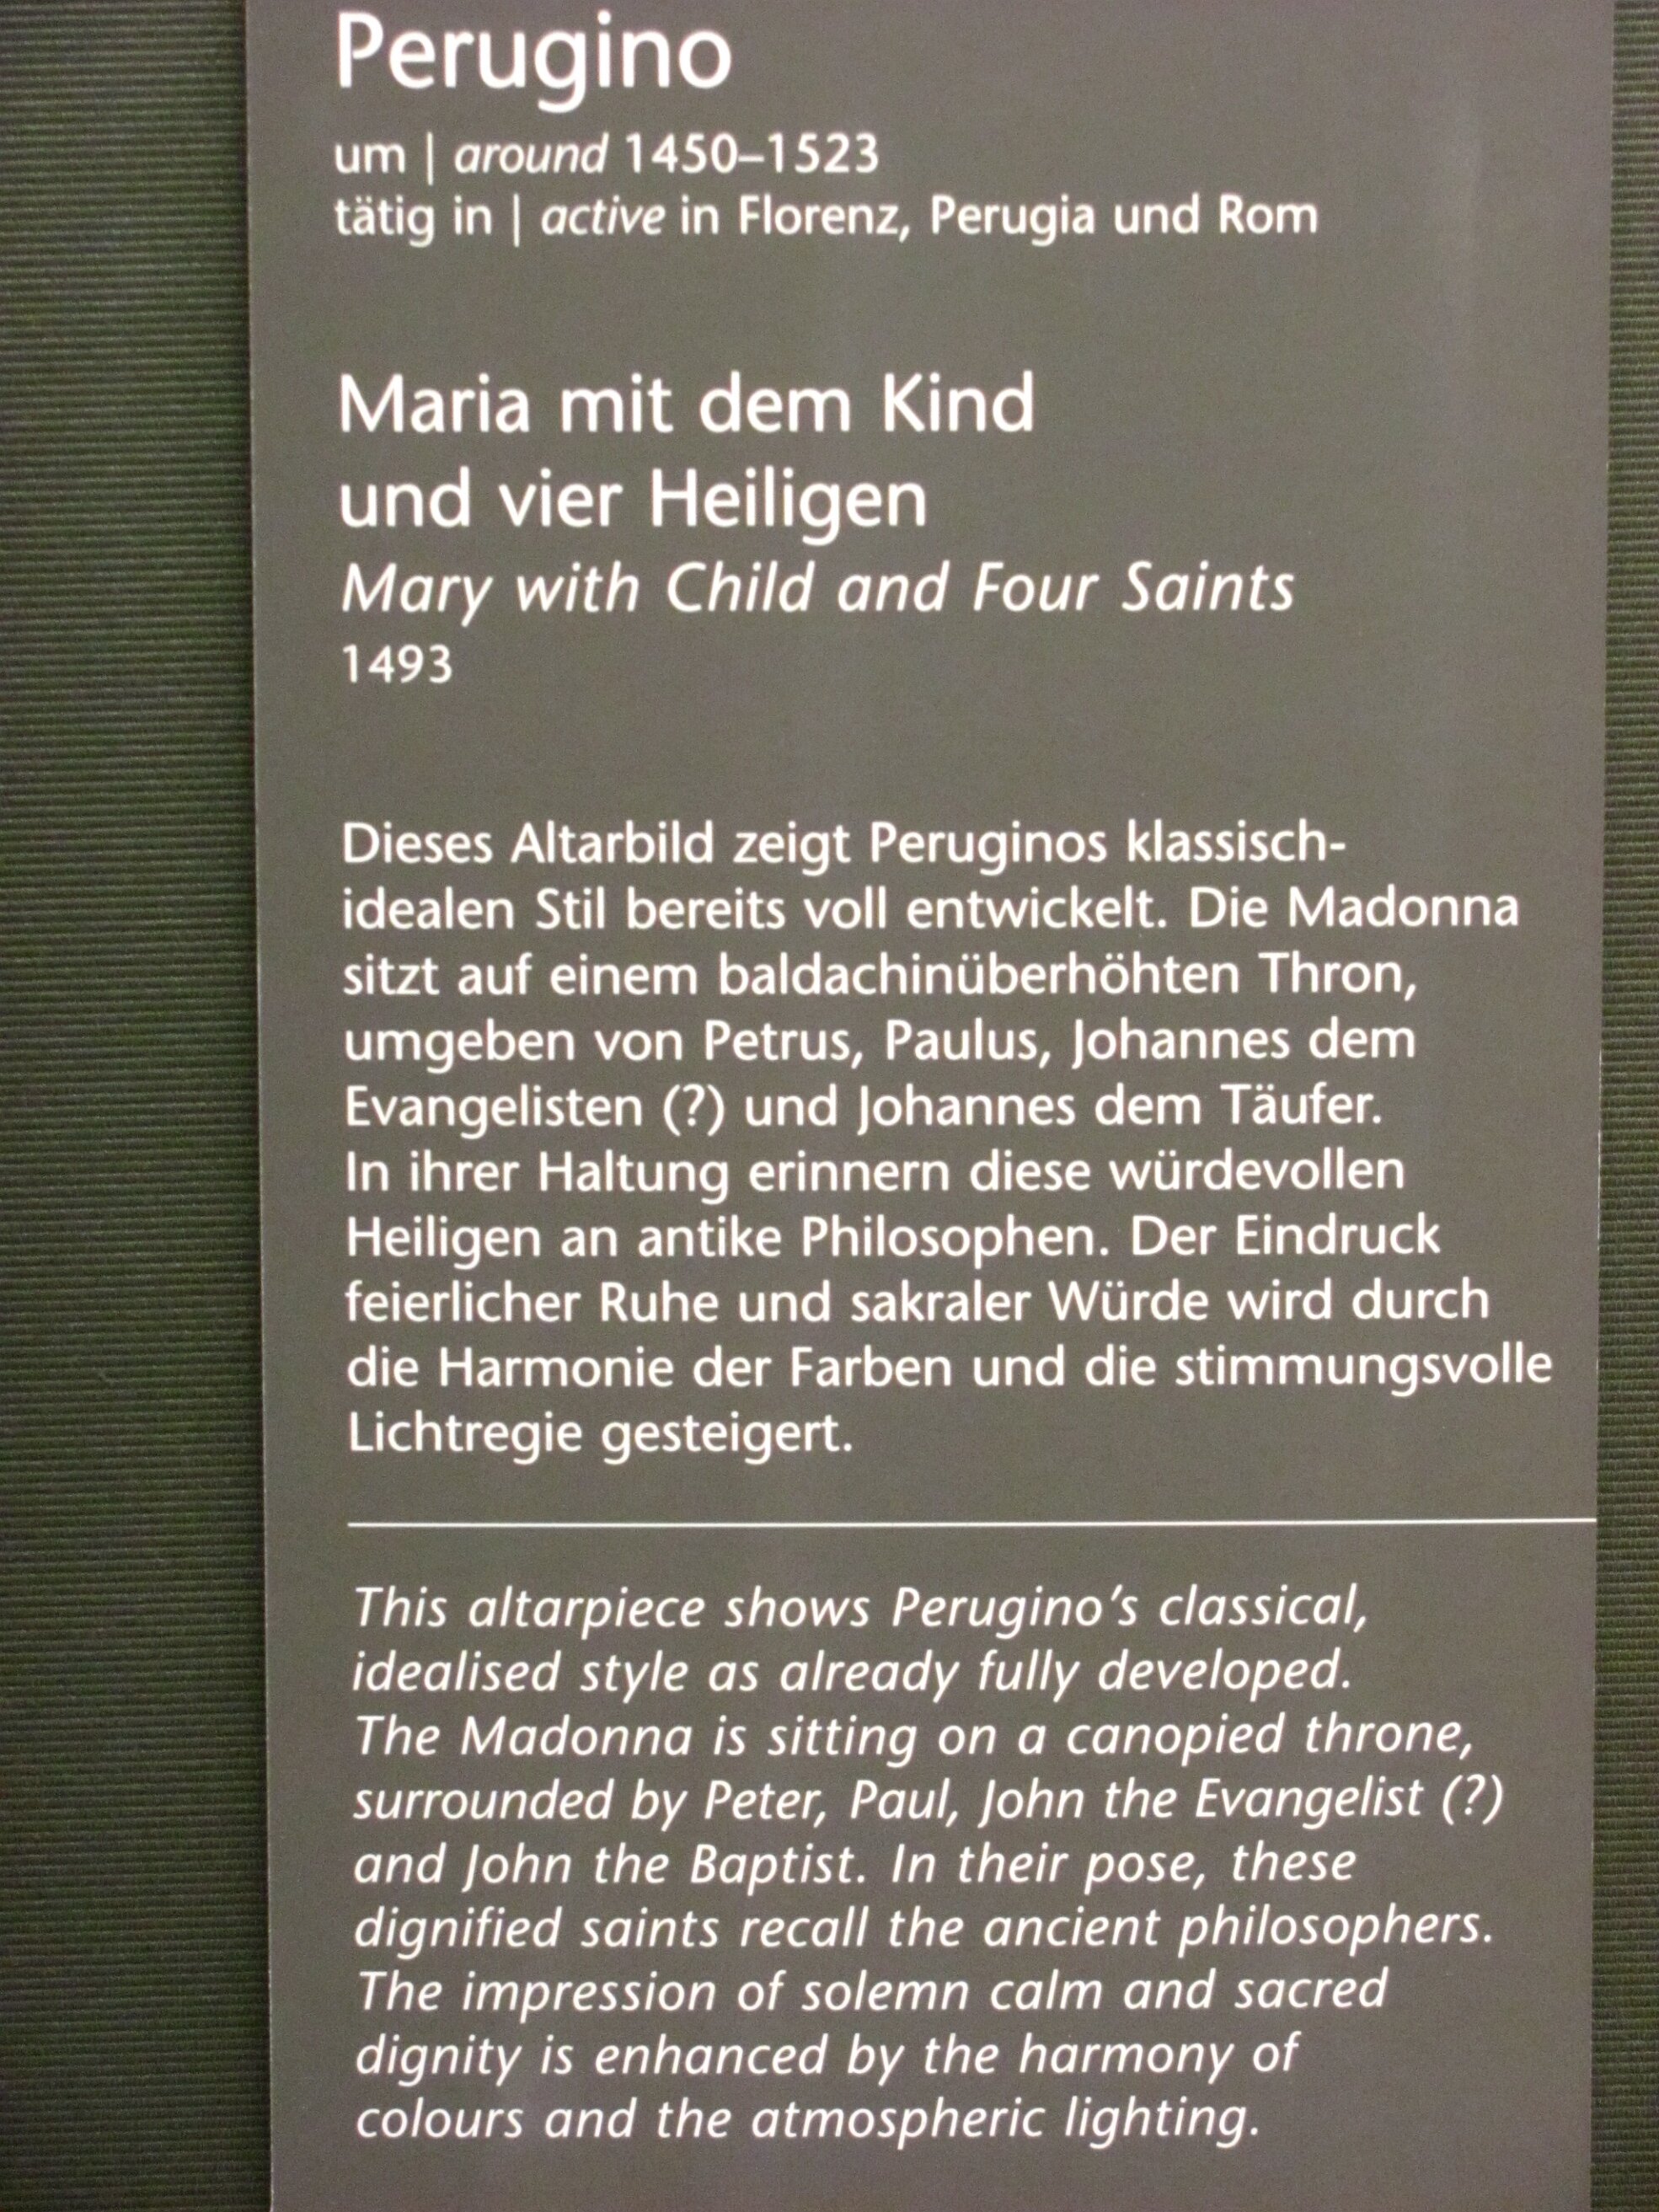 Perugino
um | around 1450–1523
tätig in | active in Florenz, Perugia und Rom
Maria mit dem Kind
und vier Heiligen
Mary with Child and Four Saints
1493
Dieses Altarbild zeigt Peruginos klassisch-
idealen Stil bereits voll entwickelt. Die Madonna
sitzt auf einem baldachinüberhöhten Thron,
umgeben von Petrus, Paulus, Johannes dem
Evangelisten (?) und Johannes dem Täufer.
In ihrer Haltung erinnern diese würdevollen
Heiligen an antike Philosophen. Der Eindruck
feierlicher Ruhe und sakraler Würde wird durch
die Harmonie der Farben und die stimmungsvolle
Lichtregie gesteigert.
This altarpiece shows Perugino’s classical,
idealised style as already fully developed.
The Madonna is sitting on a canopied throne,
surrounded by Peter, Paul, John the Evangelist (?)
and John the Baptist. In their pose, these
dignified saints recall the ancient philosophers.
The impression of solemn calm and sacred
dignity is enhanced by the harmony of
colours and the atmospheric lighting.